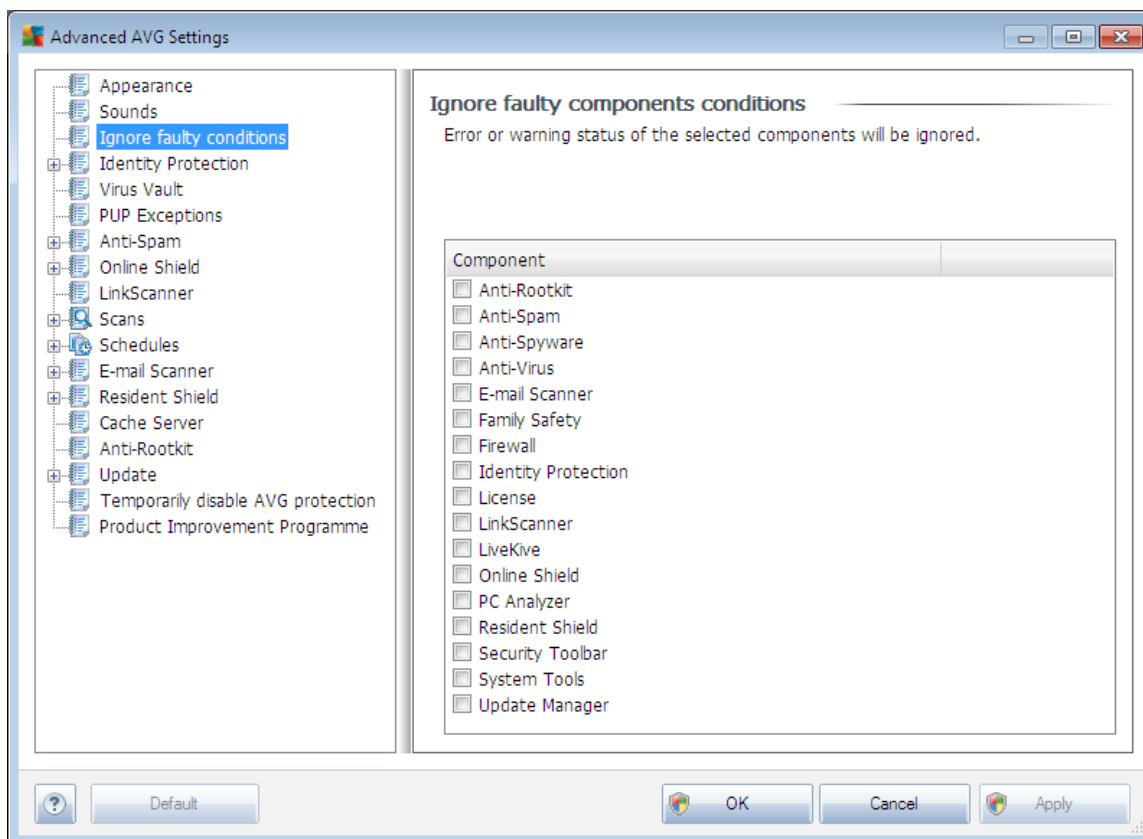 Advanced AVG Settings
Appearance
Sounds
Ignore faulty conditions
Identity Protection
Virus Vault
PUP Exceptions
Anti-Spam
Online Shield
LinkScanner
Scans
Schedules
E-mail Scanner
Resident Shield
Cache Server
Anti-Rootkit
Update
Temporarily disable AVG protection
Product Improvement Programme
Ignore faulty components conditions
Error or warning status of the selected components will be ignored.
Component
Anti-Rootkit
Anti-Spam
Anti-Spyware
Anti-Virus
E-mail Scanner
Family Safety
Firewall
Identity Protection
License
LinkScanner
LiveKive
Online Shield
PC Analyzer
Resident Shield
Security Toolbar
System Tools
Update Manager
?
Default
OK
Cancel
Apply